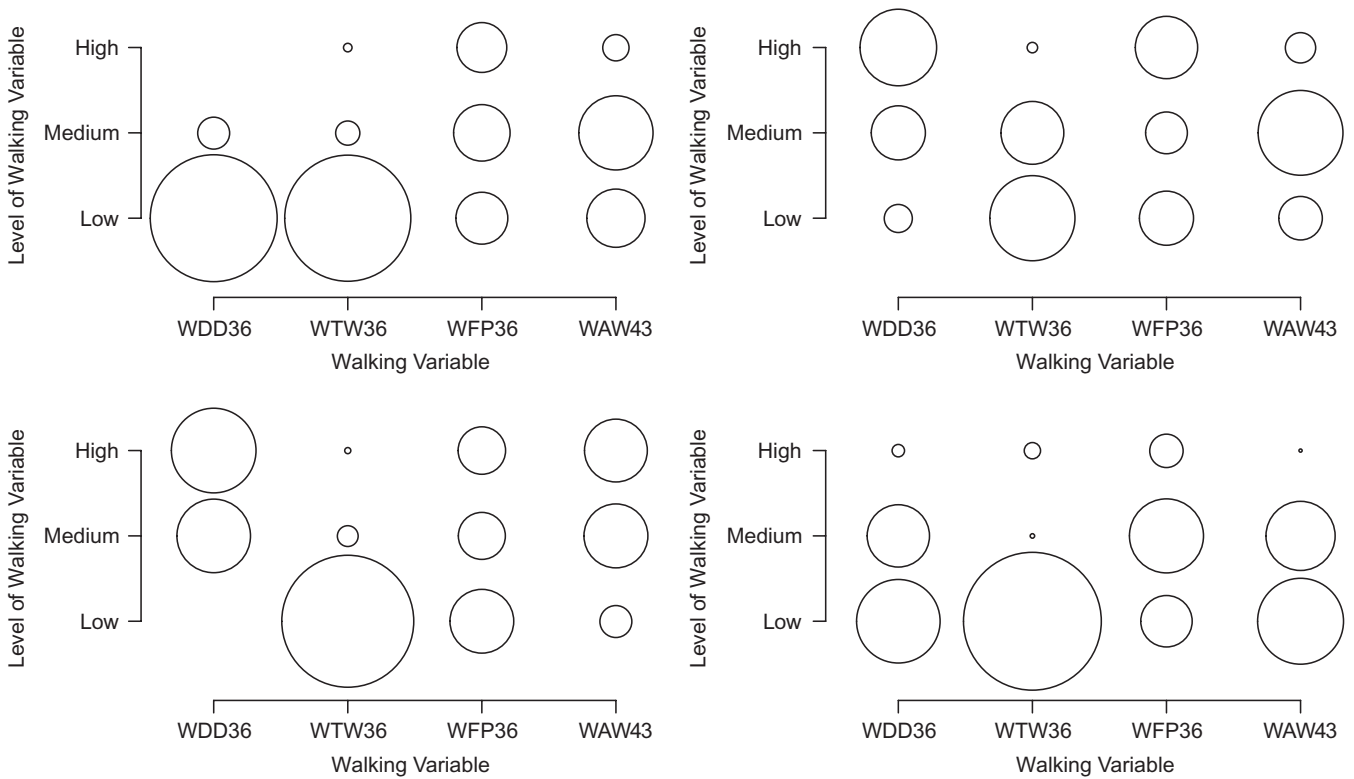 Level of Walking Variable
High
Medium
Low
WDD36 WTW36 WFP36 WAW43
Walking Variable
Level of Walking Variable
High
Medium
Low
WDD36 WTW36 WFP36 WAW43
Walking Variable
Level of Walking Variable
High
Medium
Low
WDD36 WTW36 WFP36 WAW43
Walking Variable
Level of Walking Variable
High
Medium
Low
WDD36 WTW36 WFP36 WAW43
Walking Variable